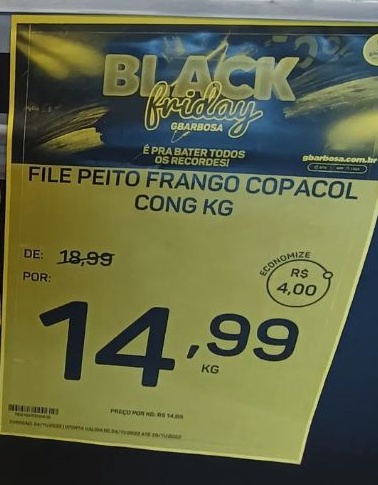 BLACK
friday
GBARBOSA
É PRA BATER TODOS
OS RECORDES!
gbarbosa.com.br
FILE PEITO FRANGO COPACOL
CONG KG
DE: 18,99
POR:
ECONOMIZE
R$
4,00
14,99
KG
PREÇO POR KG: R$ 14,99